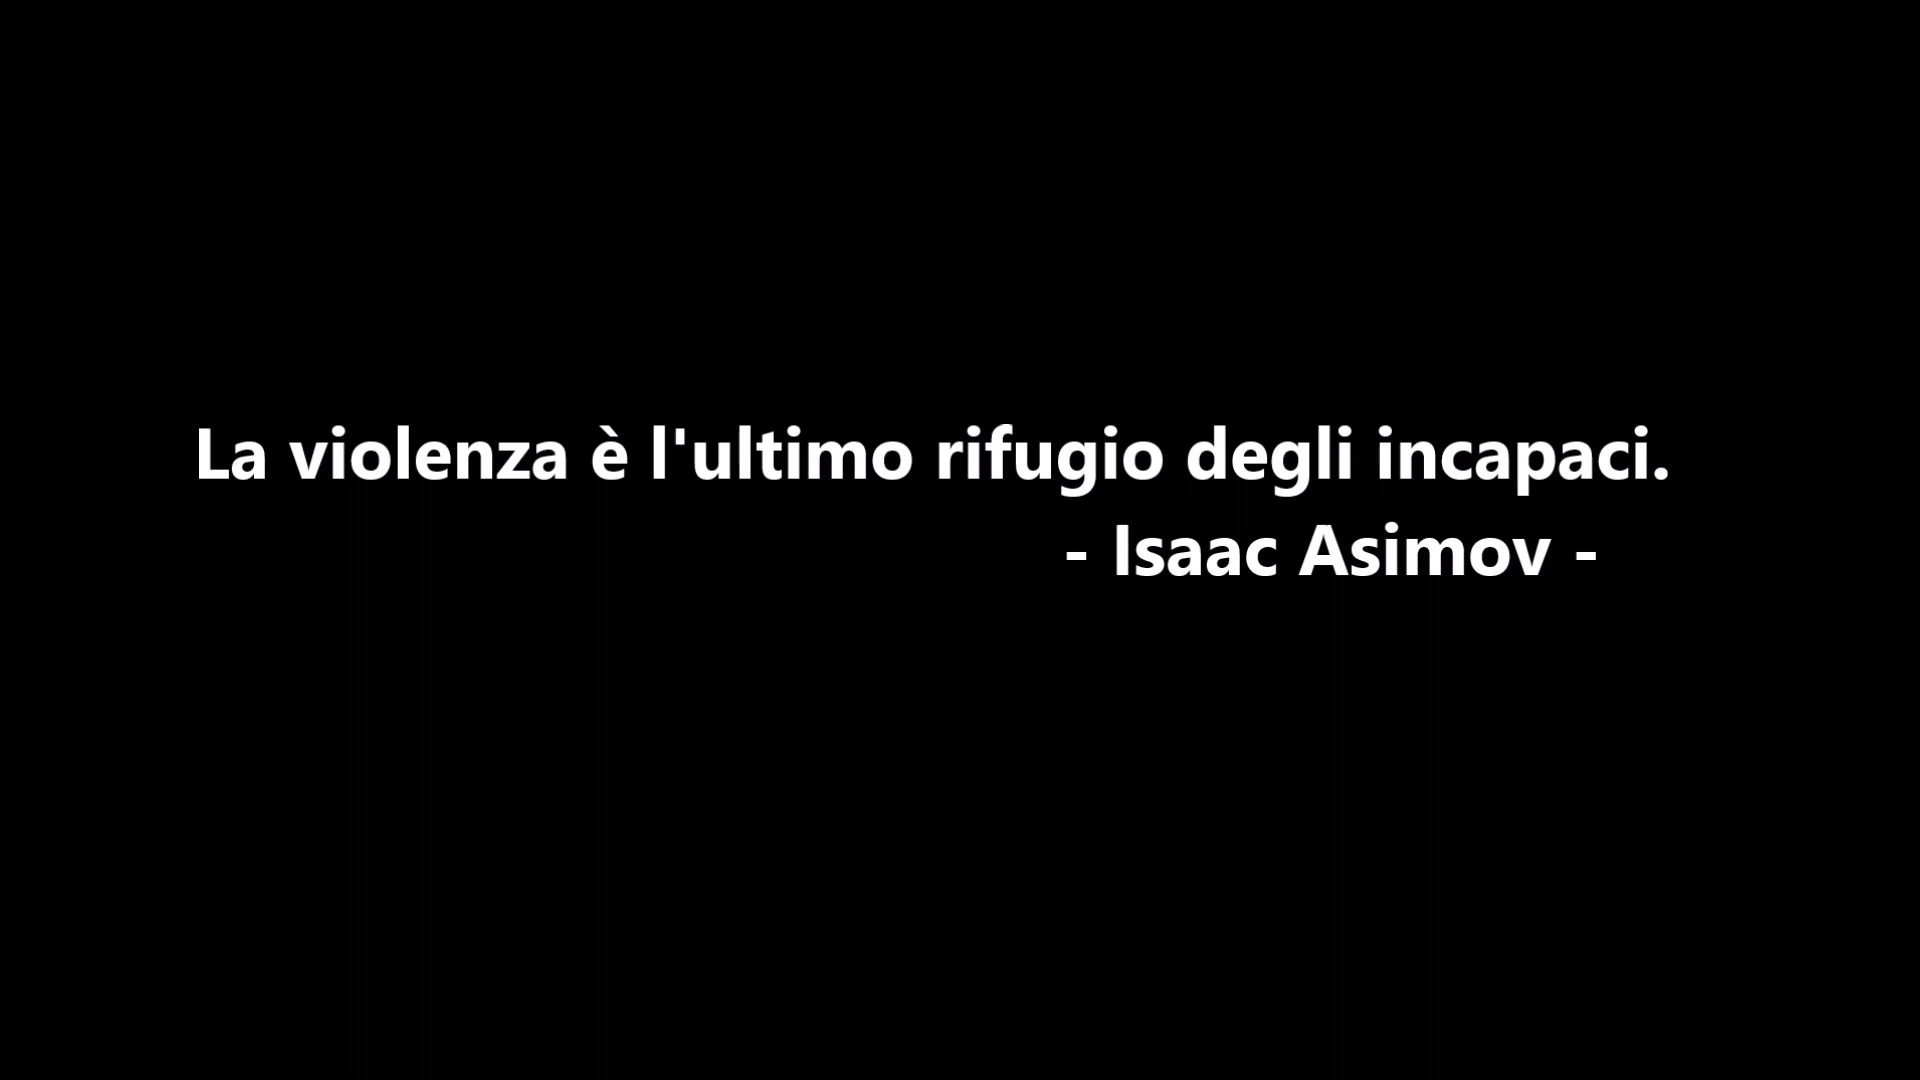 La violenza è l'ultimo rifugio degli incapaci.
- Isaac Asimov -